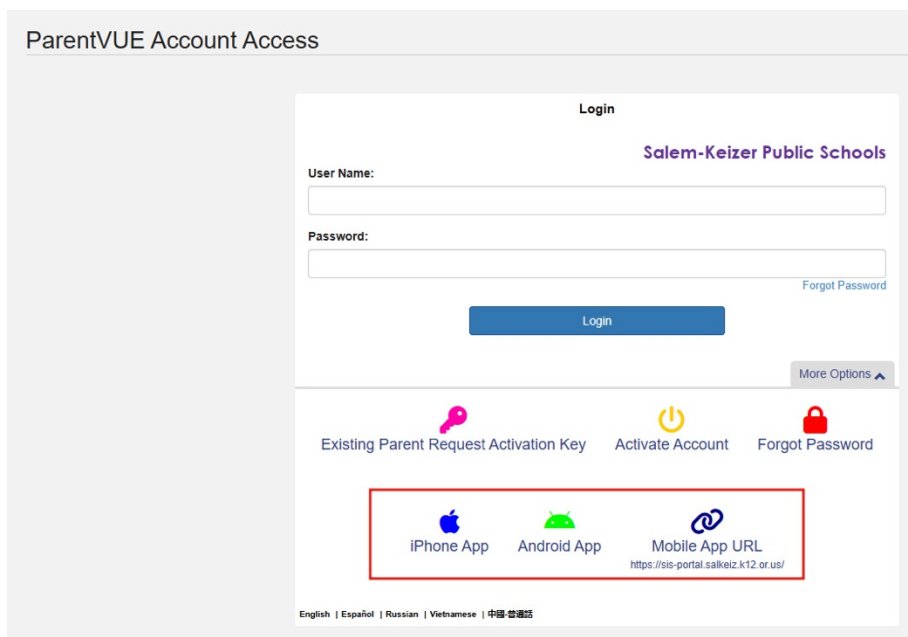 ParentVUE Account Access
Login
Salem-Keizer Public Schools
User Name:
Password:
Forgot Password
Login
More Options
Existing Parent Request Activation Key
Activate Account
Forgot Password
iPhone App
Android App
Mobile App URL
https://sis-portal.salkeiz.k12.or.us/
English | Español | Russian | Vietnamese | 中國-普通話